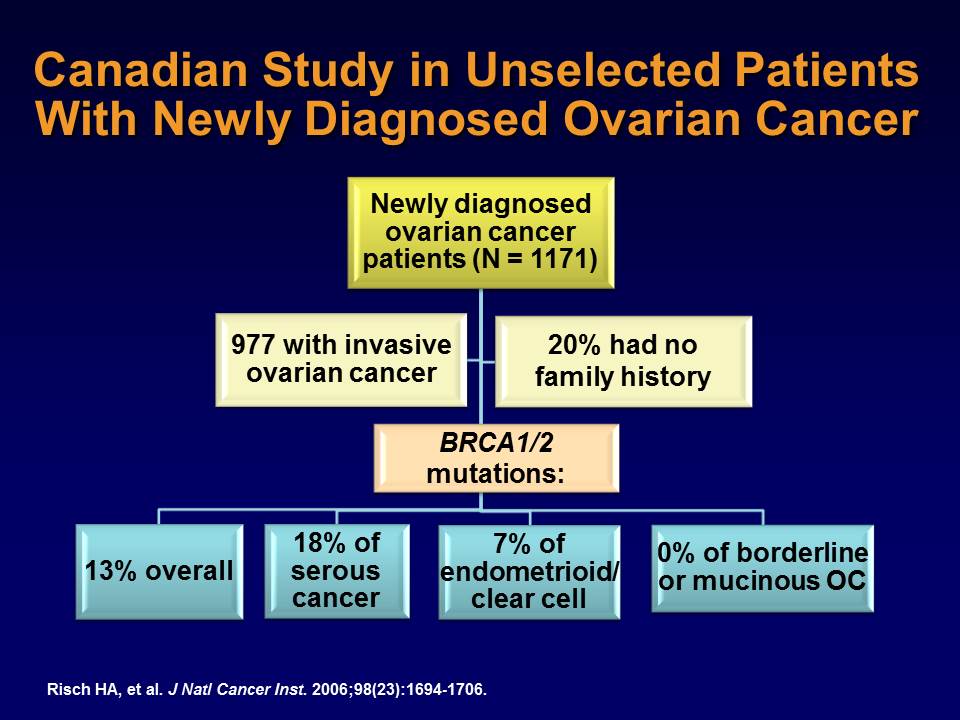 Canadian Study in Unselected Patients
With Newly Diagnosed Ovarian Cancer
Newly diagnosed
ovarian cancer
patients (N = 1171)
977 with invasive
ovarian cancer
20% had no
family history
BRCA1/2
mutations:
13% overall
18% of
serous
cancer
7% of
endometrioid/
clear cell
0% of borderline
or mucinous OC
Risch HA, et al. J Natl Cancer Inst. 2006;98(23):1694-1706.